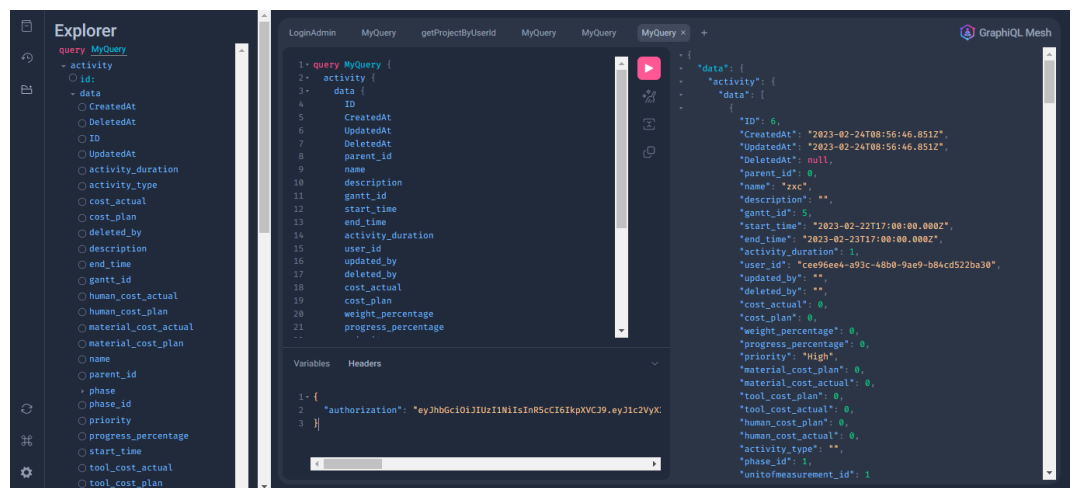 Explorer
query MyQuery
activity
id:
data
CreatedAt
DeletedAt
ID
UpdatedAt
activity_duration
activity_type
cost_actual
cost_plan
deleted_by
description
end_time
gantt_id
human_cost_actual
human_cost_plan
material_cost_actual
material_cost_plan
name
parent_id
phase
phase_id
priority
progress_percentage
start_time
tool_cost_actual
tool_cost_plan
LoginAdmin MyQuery getProjectByUserId MyQuery MyQuery MyQuery × +
GraphiQL Mesh
1 query MyQuery {
2 activity {
3 data {
4 ID
5 CreatedAt
6 UpdatedAt
7 DeletedAt
8 parent_id
9 name
10 description
11 gantt_id
12 start_time
13 end_time
14 activity_duration
15 user_id
16 updated_by
17 deleted_by
18 cost_actual
19 cost_plan
20 weight_percentage
21 progress_percentage
Variables Headers
1 {
2 "authorization": "eyJhbGciOiJIUzI1NiIsInR5cCI6IkpXVCJ9.eyJ1c2VyX
3 }
{
"data": {
"activity": {
"data": [
{
"ID": 6,
"CreatedAt": "2023-02-24T08:56:46.851Z",
"UpdatedAt": "2023-02-24T08:56:46.851Z",
"DeletedAt": null,
"parent_id": 0,
"name": "zxc",
"description": "",
"gantt_id": 5,
"start_time": "2023-02-22T17:00:00.000Z",
"end_time": "2023-02-23T17:00:00.000Z",
"activity_duration": 1,
"user_id": "cee96ee4-a93c-48b0-9ae9-b84cd522ba30",
"updated_by": "",
"deleted_by": "",
"cost_actual": 0,
"cost_plan": 0,
"weight_percentage": 0,
"progress_percentage": 0,
"priority": "High",
"material_cost_plan": 0,
"material_cost_actual": 0,
"tool_cost_plan": 0,
"tool_cost_actual": 0,
"human_cost_plan": 0,
"human_cost_actual": 0,
"activity_type": "",
"phase_id": 1,
"unitofmeasurement_id": 1